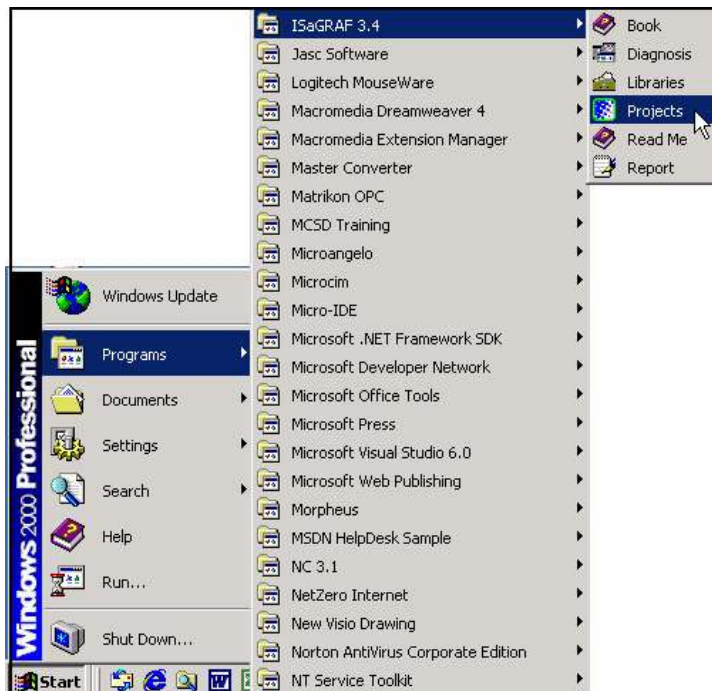 ISaGRAF 3.4
Jasc Software
Logitech MouseWare
Macromedia Dreamweaver 4
Macromedia Extension Manager
Master Converter
Matrikon OPC
MCSD Training
Microangelo
Microcim
Micro-IDE
Microsoft .NET Framework SDK
Microsoft Developer Network
Microsoft Office Tools
Microsoft Press
Microsoft Visual Studio 6.0
Microsoft Web Publishing
Morpheus
MSDN HelpDesk Sample
NC 3.1
NetZero Internet
New Visio Drawing
Norton AntiVirus Corporate Edition
NT Service Toolkit
Book
Diagnosis
Libraries
Projects
Read Me
Report
Windows Update
Programs
Documents
Settings
Search
Help
Run...
Shut Down...
Windows 2000 Professional
Start